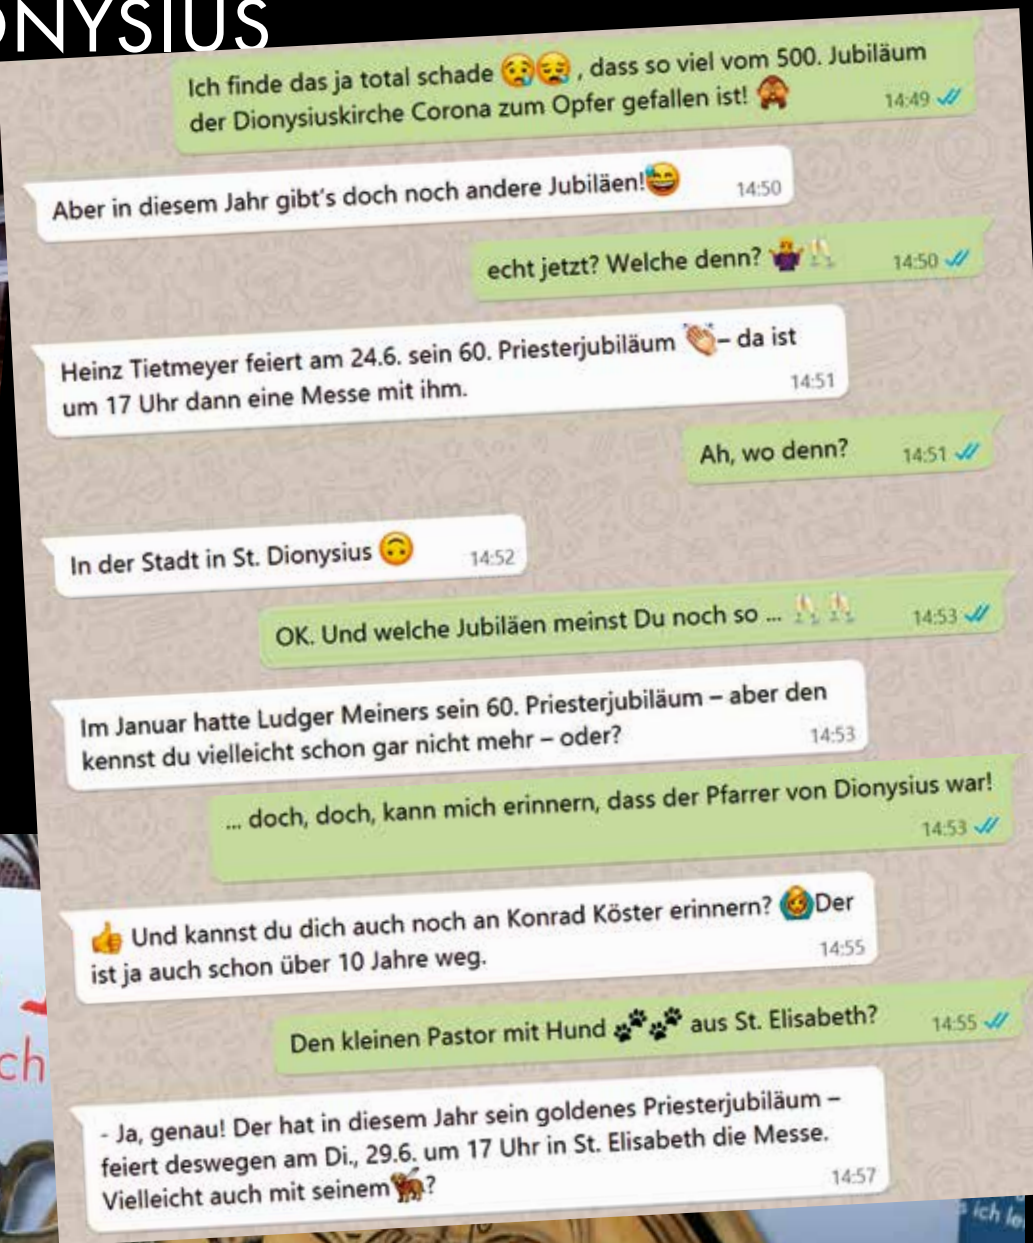 ONYSIUS
Ich finde das ja total schade 😢😪 , dass so viel vom 500. Jubiläum
der Dionysiuskirche Corona zum Opfer gefallen ist! 🙈 14:49
Aber in diesem Jahr gibt's doch noch andere Jubiläen!😅 14:50
echt jetzt? Welche denn? 🤷🥂 14:50
Heinz Tietmeyer feiert am 24.6. sein 60. Priesterjubiläum 👏– da ist
um 17 Uhr dann eine Messe mit ihm. 14:51
Ah, wo denn? 14:51
In der Stadt in St. Dionysius 🙃 14:52
OK. Und welche Jubiläen meinst Du noch so ... 🥂🥂 14:53
Im Januar hatte Ludger Meiners sein 60. Priesterjubiläum – aber den
kennst du vielleicht schon gar nicht mehr – oder? 14:53
... doch, doch, kann mich erinnern, dass der Pfarrer von Dionysius war!
14:53
👍 Und kannst du dich auch noch an Konrad Köster erinnern? 🙆Der
ist ja auch schon über 10 Jahre weg. 14:55
Den kleinen Pastor mit Hund 🐾🐾 aus St. Elisabeth? 14:55
- Ja, genau! Der hat in diesem Jahr sein goldenes Priesterjubiläum –
feiert deswegen am Di., 29.6. um 17 Uhr in St. Elisabeth die Messe.
Vielleicht auch mit seinem🐕? 14:57
ch
ich le